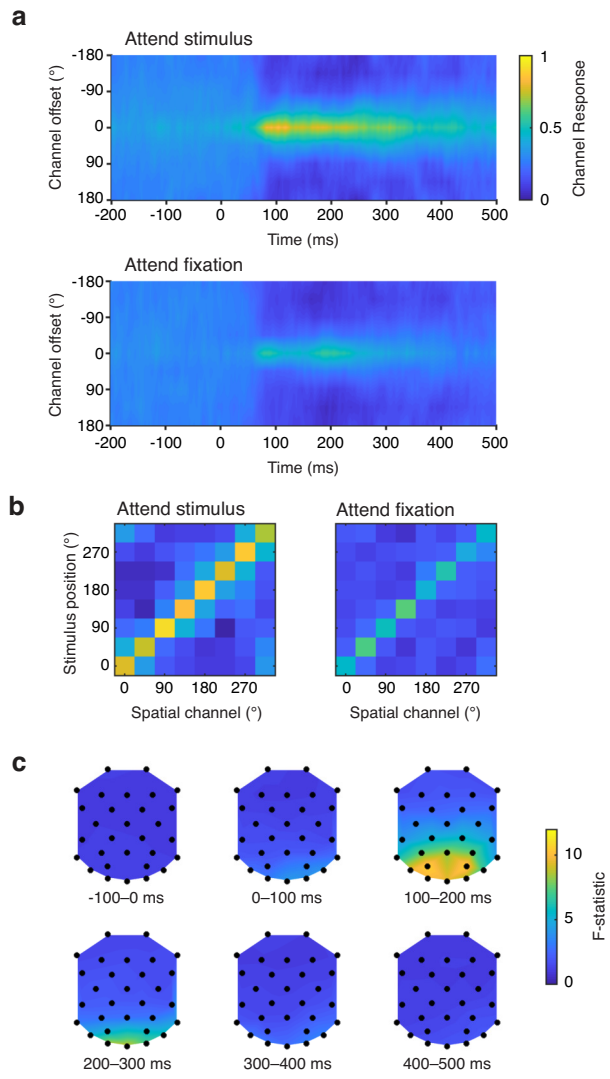 a
Attend stimulus
Channel offset (°)
-180
-90
0
90
180
-200 -100 0 100 200 300 400 500
Time (ms)
1
0.5
0
Channel Response
Attend fixation
Channel offset (°)
-180
-90
0
90
180
-200 -100 0 100 200 300 400 500
Time (ms)
b
Attend stimulus
Stimulus position (°)
270
180
90
0
0 90 180 270
Spatial channel (°)
Attend fixation
0 90 180 270
Spatial channel (°)
c
-100–0 ms
0–100 ms
100–200 ms
200–300 ms
300–400 ms
400–500 ms
10
5
0
F-statistic